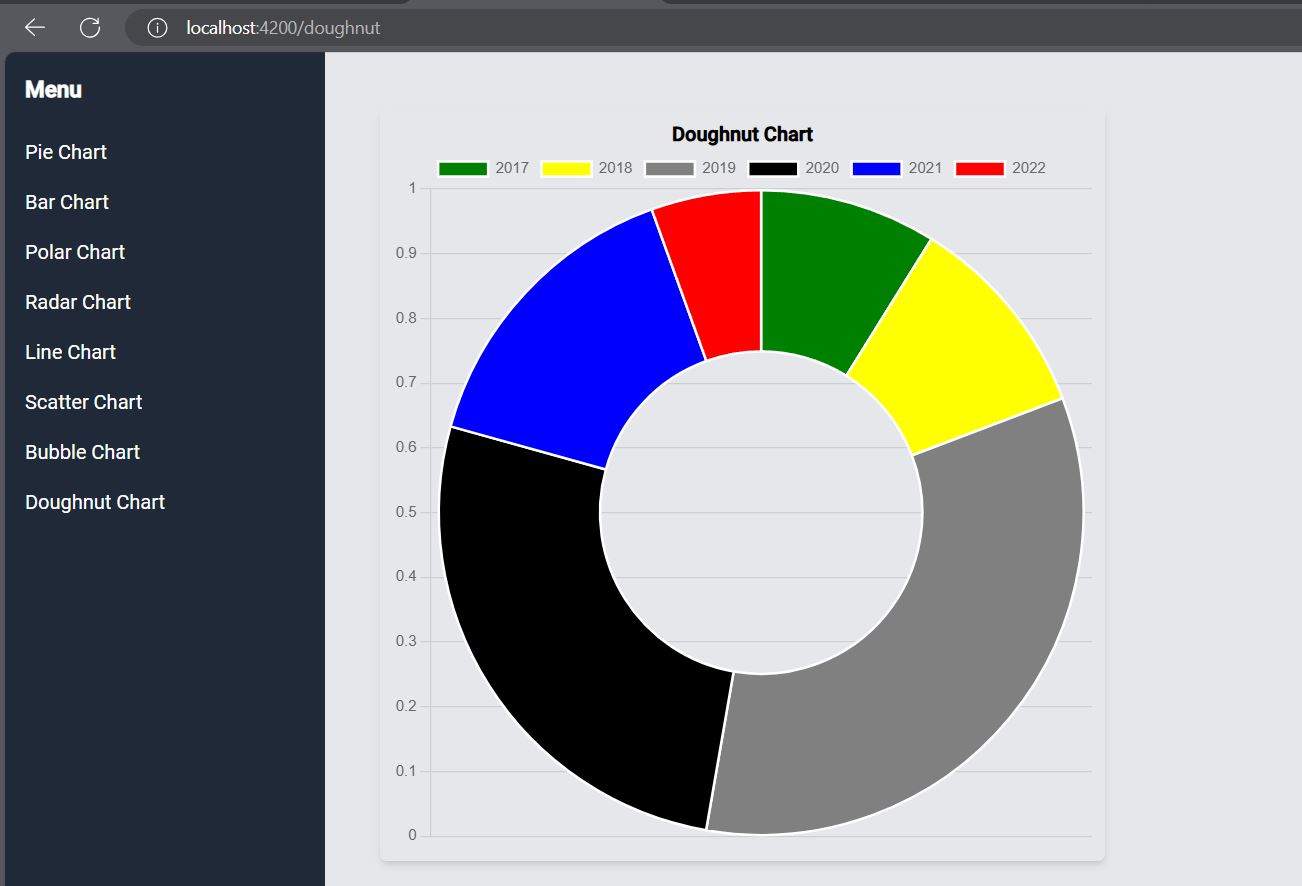 localhost:4200/doughnut
Menu
Pie Chart
Bar Chart
Polar Chart
Radar Chart
Line Chart
Scatter Chart
Bubble Chart
Doughnut Chart
Doughnut Chart
2017 2018 2019 2020 2021 2022
1
0.9
0.8
0.7
0.6
0.5
0.4
0.3
0.2
0.1
0